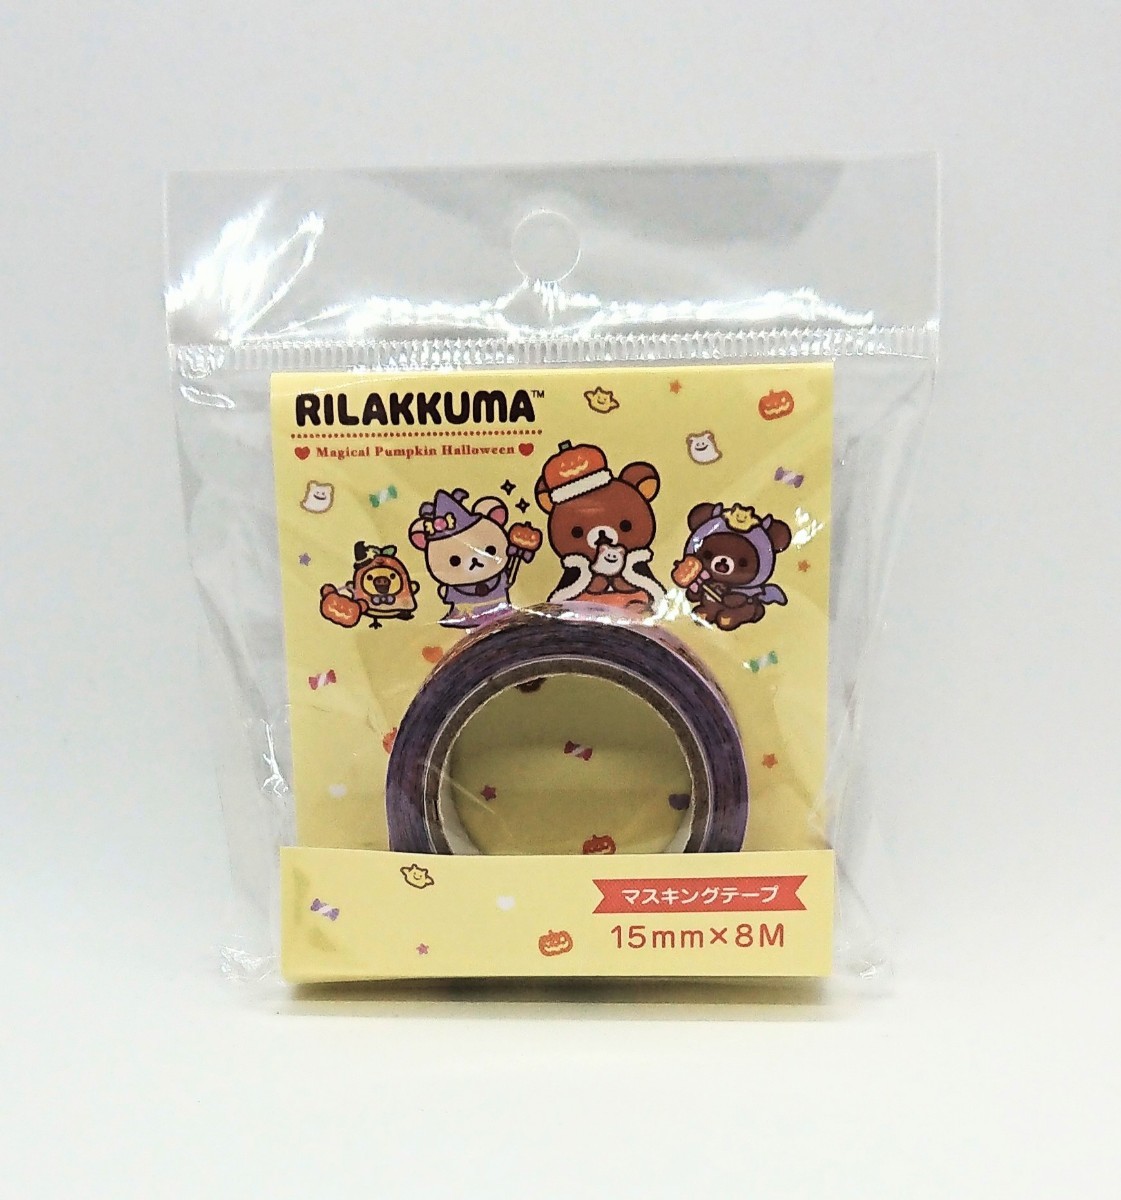 RILAKKUMA™
Magical Pumpkin Halloween
マスキングテープ
15mm×8M